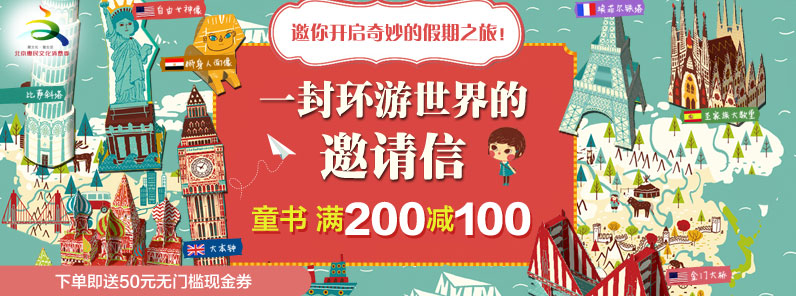 邀你开启奇妙的假期之旅！
一封环游世界的
邀请信
童书 满200减100
下单即送50元无门槛现金券
北京惠民文化消费季
自由女神像
狮身人面像
比萨斜塔
大本钟
埃菲尔铁塔
圣家族大教堂
金门大桥